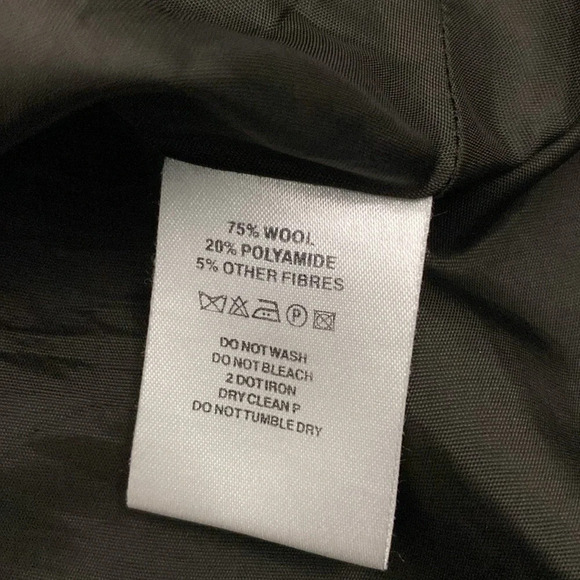 75% WOOL
20% POLYAMIDE
5% OTHER FIBRES
P
DO NOT WASH
DO NOT BLEACH
2 DOT IRON
DRY CLEAN P
DO NOT TUMBLE DRY